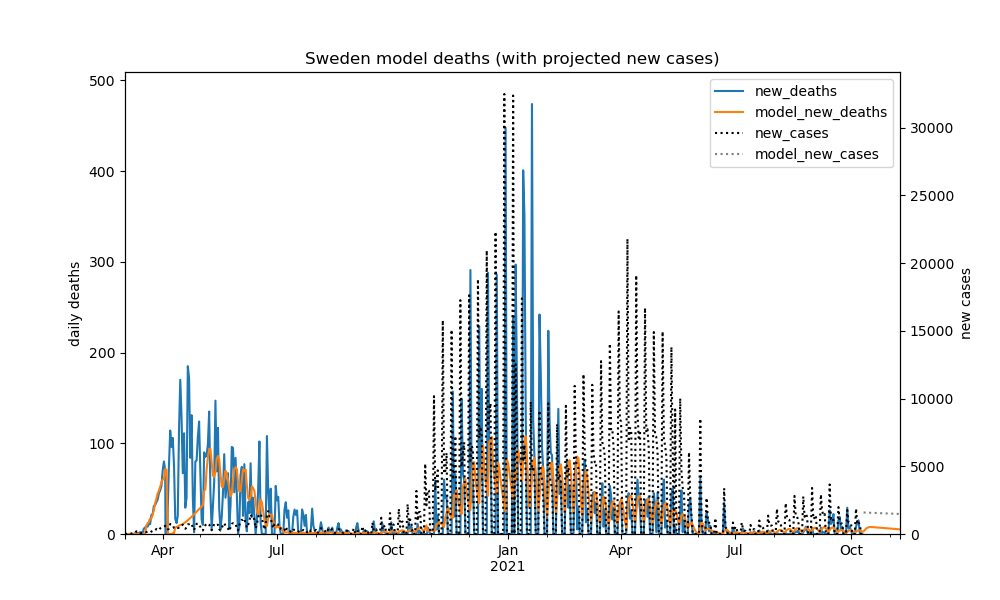 Sweden model deaths (with projected new cases)
new_deaths
model_new_deaths
new_cases
model_new_cases
500
400
300
200
100
0
daily deaths
30000
25000
20000
15000
10000
5000
0
new cases
Apr
Jul
Oct
Jan
2021
Apr
Jul
Oct